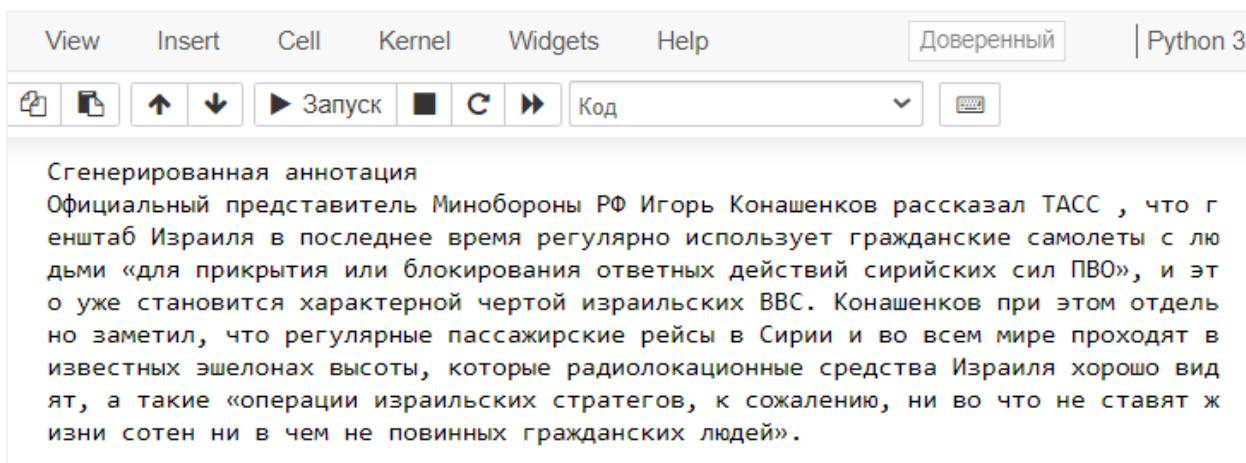 View Insert Cell Kernel Widgets Help Доверенный Python 3
Запуск Код
Сгенерированная аннотация
Официальный представитель Минобороны РФ Игорь Конашенков рассказал ТАСС , что г
енштаб Израиля в последнее время регулярно использует гражданские самолеты с лю
дьми «для прикрытия или блокирования ответных действий сирийских сил ПВО», и эт
о уже становится характерной чертой израильских ВВС. Конашенков при этом отдель
но заметил, что регулярные пассажирские рейсы в Сирии и во всем мире проходят в
известных эшелонах высоты, которые радиолокационные средства Израиля хорошо вид
ят, а такие «операции израильских стратегов, к сожалению, ни во что не ставят ж
изни сотен ни в чем не повинных гражданских людей».